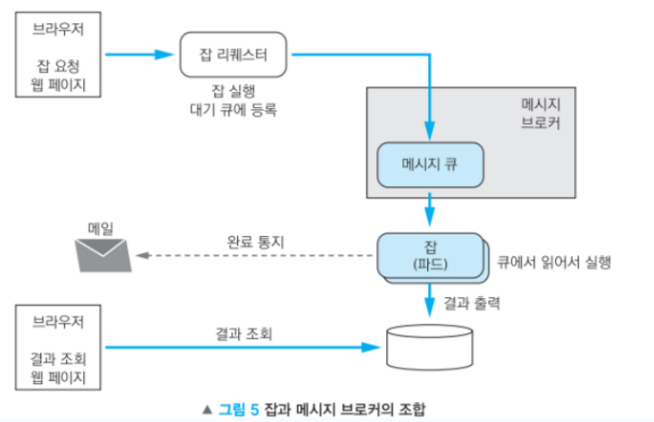 브라우저
잡 요청
웹 페이지
잡 리퀘스터
잡 실행
대기 큐에 등록
메시지
브로커
메시지 큐
메일
완료 통지
잡
(파드)
큐에서 읽어서 실행
결과 출력
브라우저
결과 조회
웹 페이지
결과 조회
▲ 그림 5 잡과 메시지 브로커의 조합